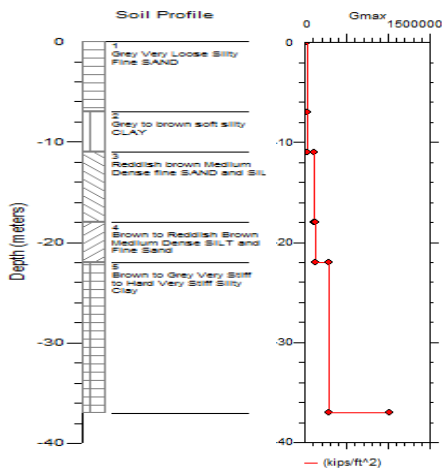 Soil Profile
Gmax
0
1500000
0
-10
-20
-30
-40
Depth (meters)
1
Grey Very Loose Silty
Fine SAND
2
Grey to brown soft silty
CLAY
3
Reddish brown Medium
Dense fine SAND and SIL
4
Brown to Reddish Brown
Medium Dense SILT and
Fine Sand
5
Brown to Grey Very Stiff
to Hard Very Stiff Silty
Clay
0
-10
-20
-30
-40
(kips/ft^2)